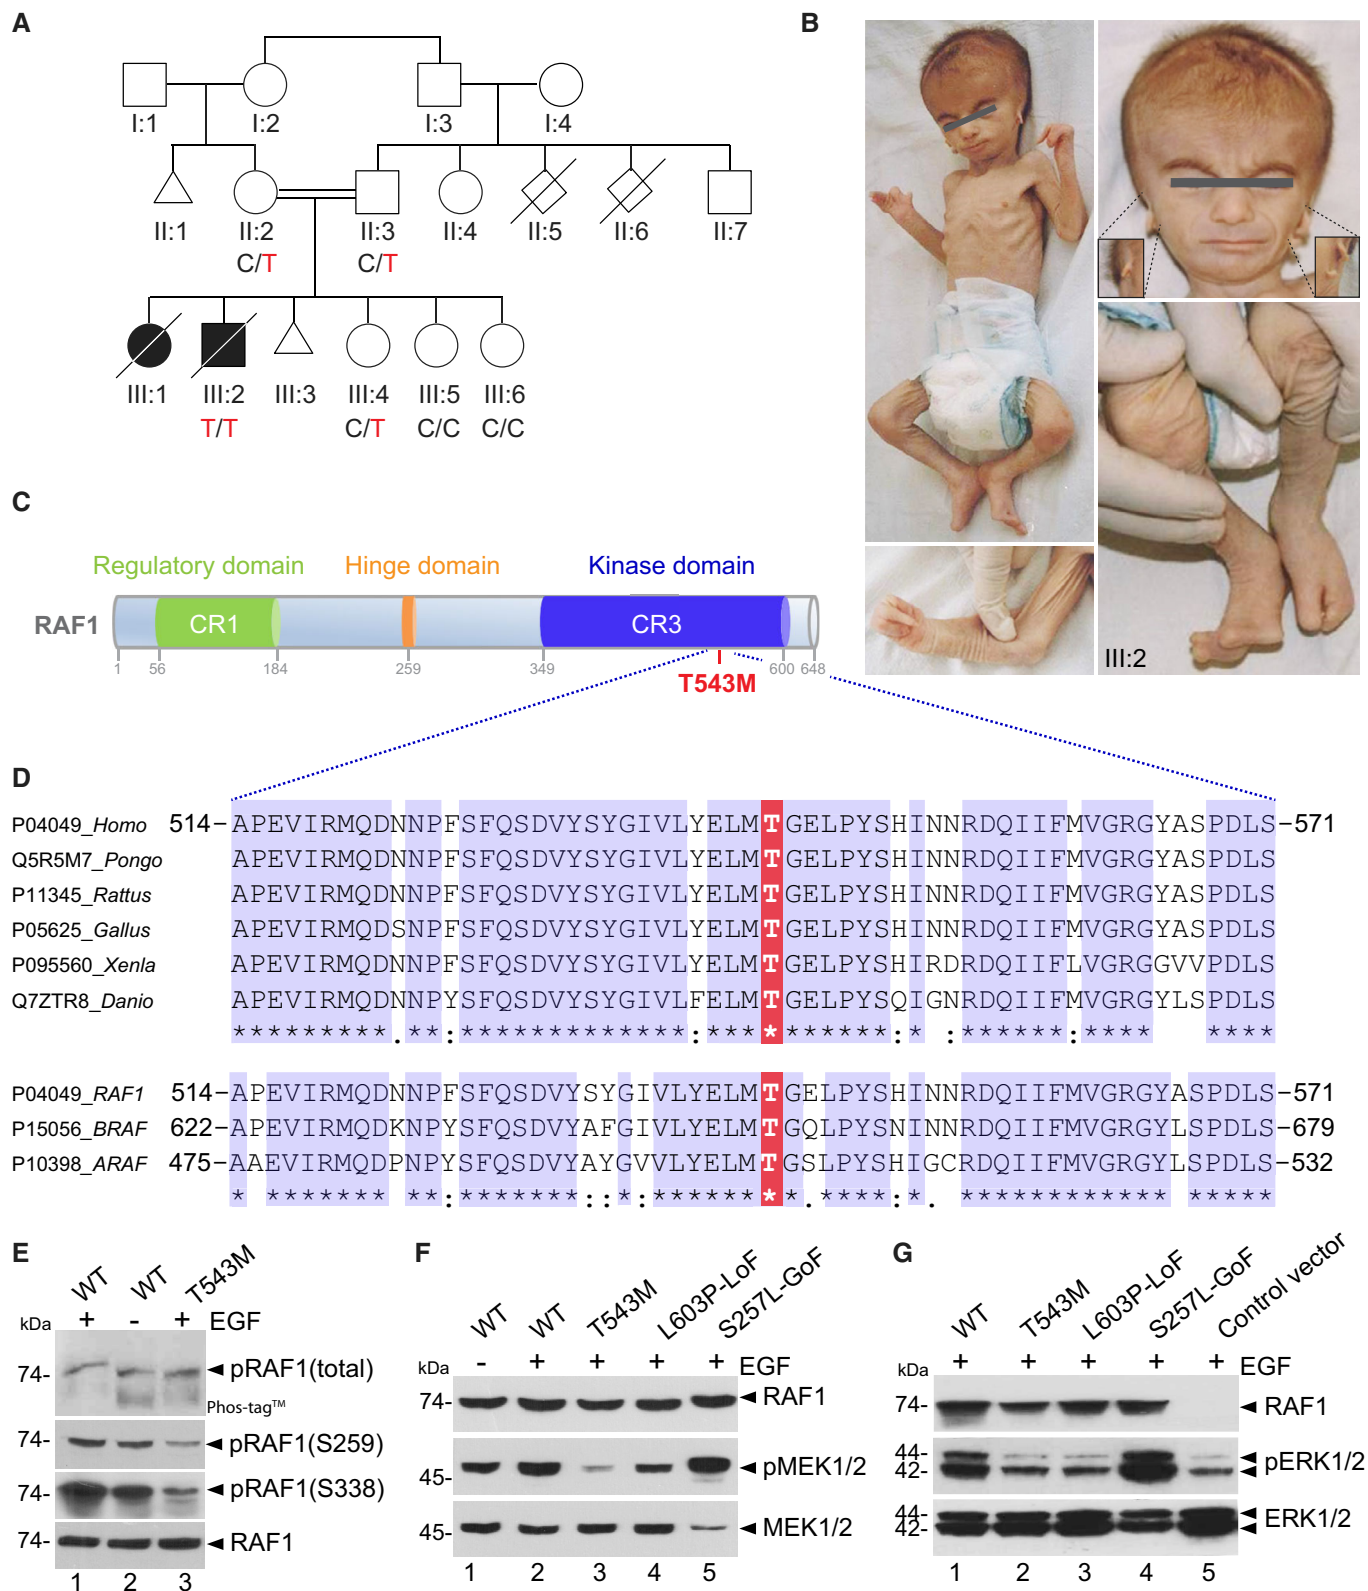 A
B
I:1
I:2
I:3
I:4
II:1
II:2
II:3
II:4
II:5
II:6
II:7
C/T
C/T
III:1
III:2
III:3
III:4
III:5
III:6
T/T
C/T
C/C
C/C
III:2
C
Regulatory domain
Hinge domain
Kinase domain
RAF1
CR1
CR3
1
56
184
259
349
600
648
T543M
D
P04049_Homo 514-APEVIRMQDNNPFSFQSDVYSYGIVLYELMTGELPYSHINNRDQIIFMVGRGYASPDLS-571
Q5R5M7_Pongo APEVIRMQDNNPFSFQSDVYSYGIVLYELMTGELPYSHINNRDQIIFMVGRGYASPDLS
P11345_Rattus APEVIRMQDNNPFSFQSDVYSYGIVLYELMTGELPYSHINNRDQIIFMVGRGYASPDLS
P05625_Gallus APEVIRMQDSNPFSFQSDVYSYGIVLYELMTGELPYSHINNRDQIIFMVGRGYASPDLS
P095560_Xenla APEVIRMQDNNPFSFQSDVYSYGIVLYELMTGELPYSHIRDRDQIIFLVGRGGVVPDLS
Q7ZTR8_Danio APEVIRMQDNNPYSFQSDVYSYGIVLFELMTGELPYSQIGNRDQIIFMVGRGYLSPDLS
*********.**:*************:**********:* :******:**** ****
P04049_RAF1 514-APEVIRMQDNNPFSFQSDVYSYGIVLYELMTGELPYSHINNRDQIIFMVGRGYASPDLS-571
P15056_BRAF 622-APEVIRMQDKNPYSFQSDVYAFGIVLYELMTGQLPYSNINNRDQIIFMVGRGYLSPDLS-679
P10398_ARAF 475-AAEVIRMQDPNPYSFQSDVYAYGVVLYELMTGSLPYSHIGCRDQIIFMVGRGYLSPDLS-532
* ******* **:*******::*:********.****:*. ************ *****
E
WT
WT
T543M
kDa
+
-
+
EGF
74-
pRAF1(total)
Phos-tag™
74-
pRAF1(S259)
74-
pRAF1(S338)
74-
RAF1
1
2
3
F
WT
WT
T543M
L603P-LoF
S257L-GoF
kDa
-
+
+
+
+
EGF
74-
RAF1
45-
pMEK1/2
45-
MEK1/2
1
2
3
4
5
G
WT
T543M
L603P-LoF
S257L-GoF
Control vector
kDa
+
+
+
+
+
EGF
74-
RAF1
44-
42-
pERK1/2
44-
42-
ERK1/2
1
2
3
4
5